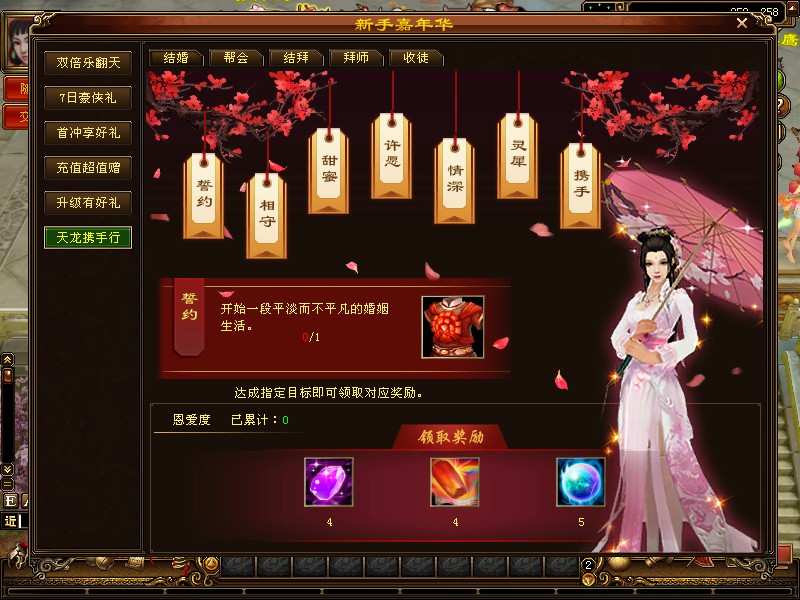 新手嘉年华
双倍乐翻天
7日豪侠礼
首冲享好礼
充值超值赠
升级有好礼
天龙携手行
结婚
帮会
结拜
拜师
收徒
誓约
相守
甜蜜
许愿
情深
灵犀
携手
誓约
开始一段平淡而不平凡的婚姻
生活。
0/1
达成指定目标即可领取对应奖励。
恩爱度 已累计：0
领取奖励
4
4
5
近
2
鹰